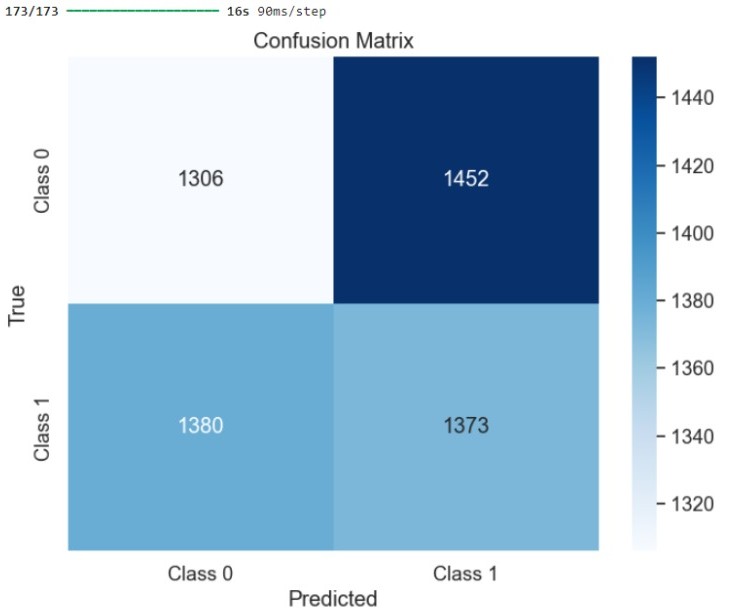 173/173 ━━━━━━━━━━━━━━━━━━━━ 16s 90ms/step
Confusion Matrix
1306 1452
1380 1373
Class 0
Class 1
True
Class 0 Class 1
Predicted
1440
1420
1400
1380
1360
1340
1320